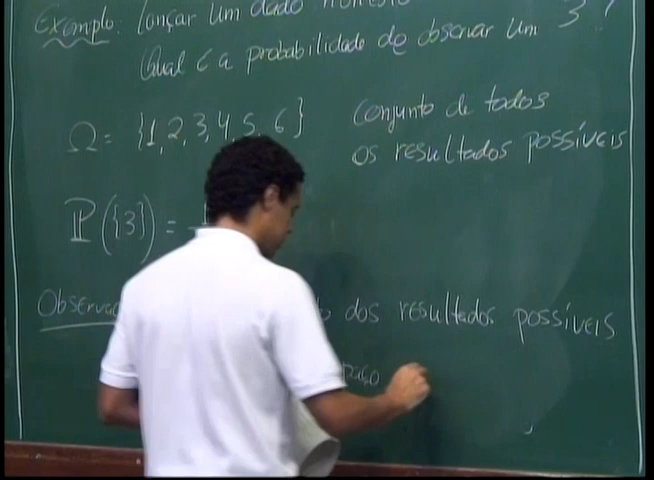 Exemplo: Lançar um dado honesto
Qual é a probabilidade de observar um 3?
Ω = {1, 2, 3, 4, 5, 6} conjunto de todos
os resultados possíveis
ℙ({3}) =
dos resultados possíveis